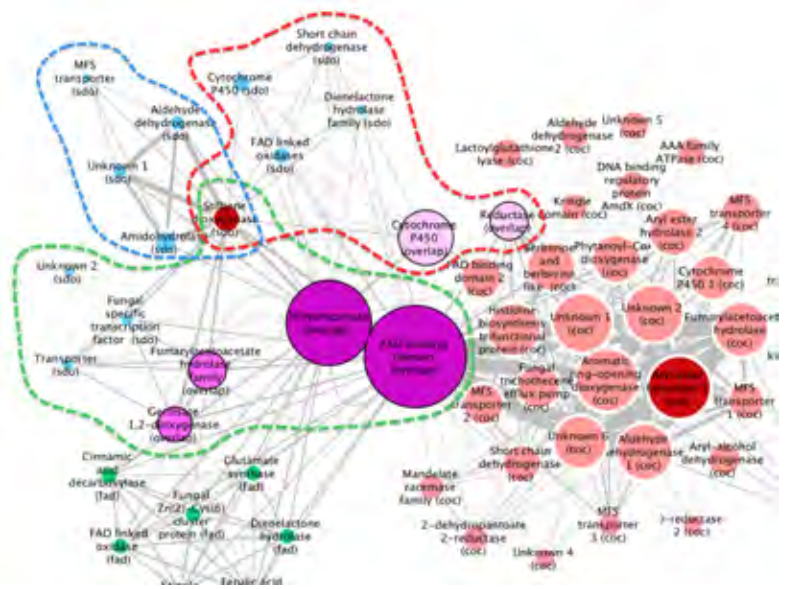 Short chain
dehydrogenase
(sdo)
MFS
transporter
(sdo)
Cytochrome
P450 (sdo)
Aldehyde
dehydrogenase
(sdo)
Dienelactone
hydrolase
family (sdo)
FAD linked
oxidases
(sdo)
Unknown 1
(sdo)
Amidohydrolase
(sdo)
Unknown 2
(sdo)
Fungal
specific
transcription
factor (sdo)
Transporter
(sdo)
Fumarylacetoacetate
hydrolase
family
(overlap)
Gentisate
1,2-dioxygenase
(overlap)
Cytochrome
P450
(overlap)
Reductase
(overlap)
FAD binding
domain
(overlap)
Cinnamic
acid
decarboxylase
(fad)
Glutamate
synthase
(fad)
Fungal
Zn(2)-Cys(6)
cluster
protein (fad)
FAD linked
oxidase
(fad)
Dienelactone
hydrolase
(fad)
Ferulic acid
Lactoylglutathione
lyase (coc)
Aldehyde
dehydrogenase
2 (coc)
Unknown 5
(coc)
AAA family
ATPase (coc)
DNA binding
regulatory
protein
AmdX (coc)
Kringle
domain (coc)
Aryl ester
hydrolase 2
(coc)
MFS
transporter
4 (coc)
Berberine
and
berberine
like (coc)
Phytanoyl-CoA
dioxygenase
(coc)
FAD binding
domain 2
(coc)
Cytochrome
P450 1 (coc)
Histidine
biosynthesis
trifunctional
protein (coc)
Unknown 1
(coc)
Unknown 2
(coc)
Fumarylacetoacetate
hydrolase
(coc)
Fungal
trichothecene
efflux pump
(coc)
Aromatic
ring-opening
dioxygenase
(coc)
MFS
transporter
2 (coc)
MFS
transporter
1 (coc)
Unknown 6
(coc)
Aldehyde
dehydrogenase
1 (coc)
Aryl-alcohol
dehydrogenase
(coc)
Short chain
dehydrogenase
(coc)
Mandelate
racemase
family (coc)
2-dehydropantoate
2-reductase
(coc)
Unknown 4
(coc)
MFS
transporter
3 (coc)
)-reductase
2 (coc)